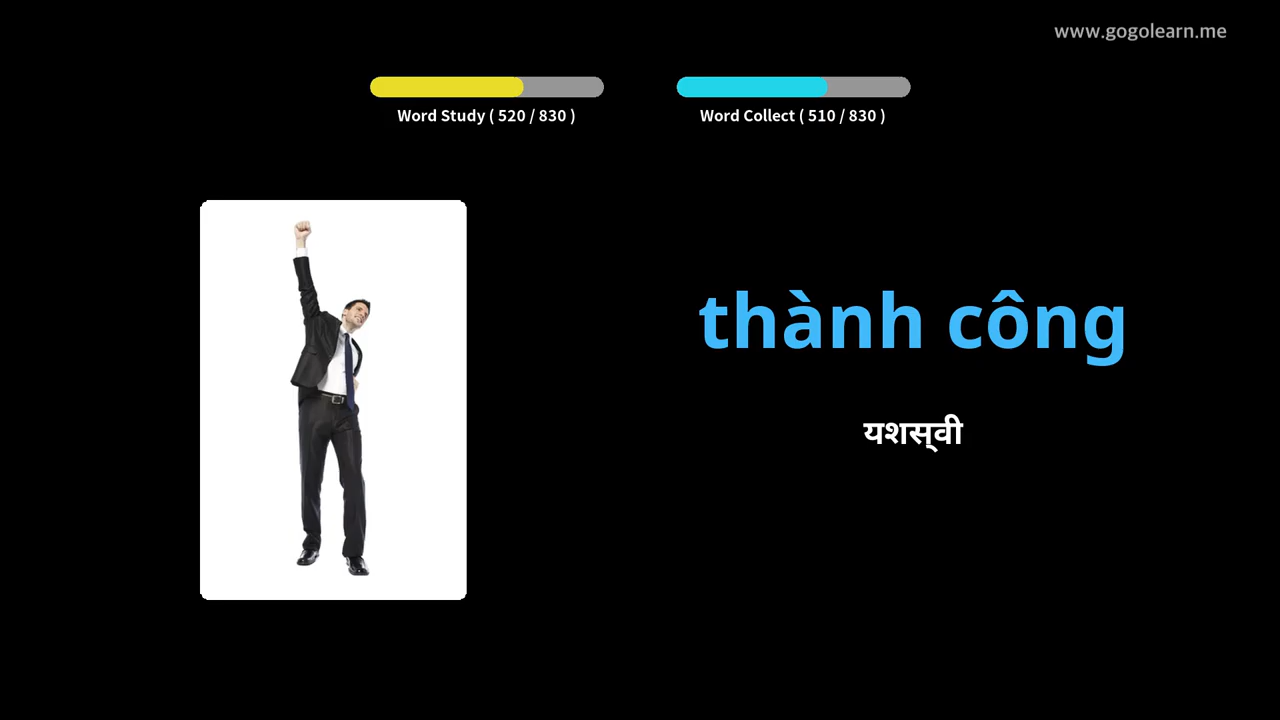 www.gogolearn.me
Word Study ( 520 / 830 )
Word Collect ( 510 / 830 )
thành công
यशस्वी